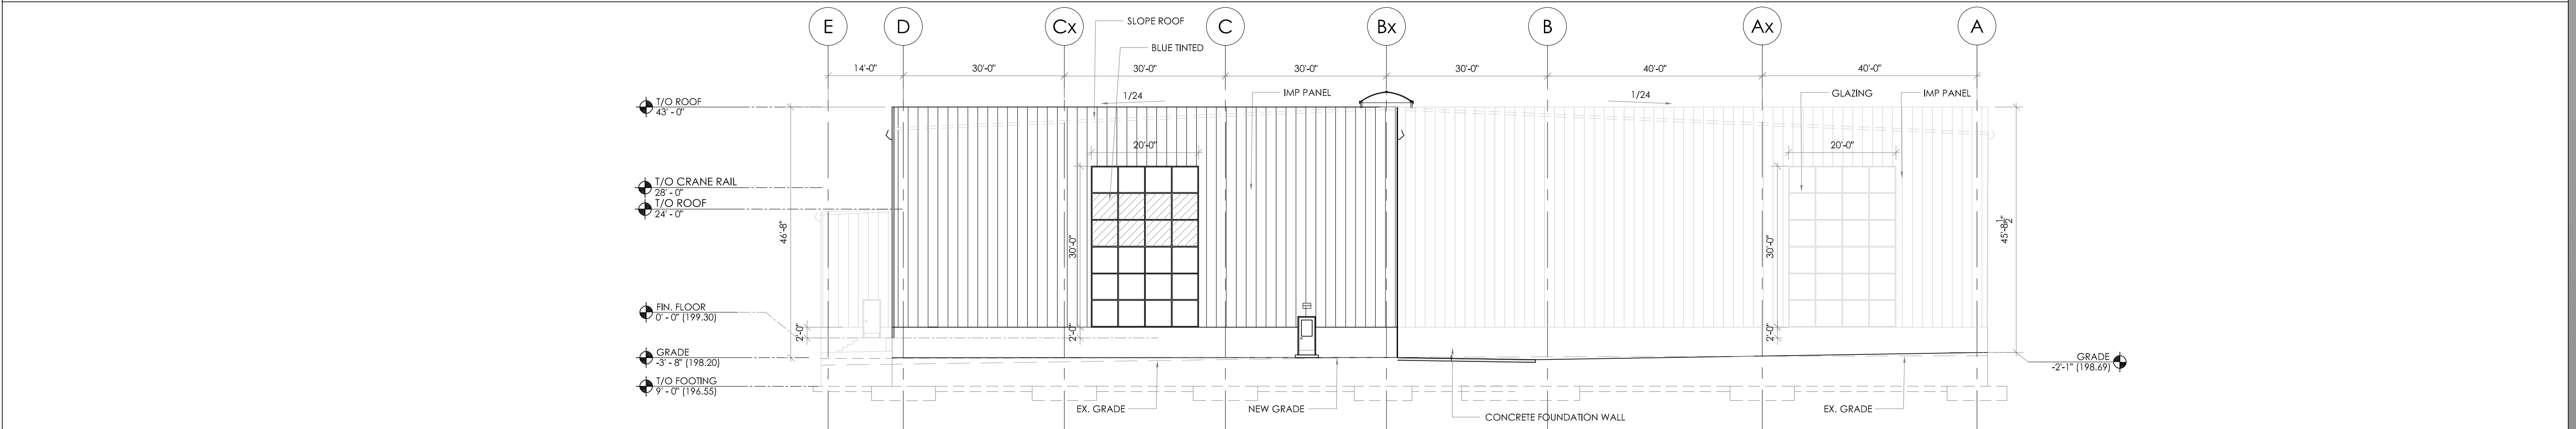 E D Cx C Bx B Ax A
SLOPE ROOF
BLUE TINTED
14'-0" 30'-0" 30'-0" 30'-0" 30'-0" 40'-0" 40'-0"
1/24 IMP PANEL 1/24 GLAZING IMP PANEL
T/O ROOF
43' - 0"
20'-0" 20'-0"
T/O CRANE RAIL
28' - 0"
T/O ROOF
24' - 0"
46'-8" 30'-0" 30'-0" 45'-8 1/2"
FIN. FLOOR
0' - 0" (199.30)
2'-0" 2'-0" 2'-0"
GRADE
-3' - 8" (198.20)
GRADE
-2'-1" (198.69)
T/O FOOTING
9' - 0" (196.55)
EX. GRADE NEW GRADE CONCRETE FOUNDATION WALL EX. GRADE